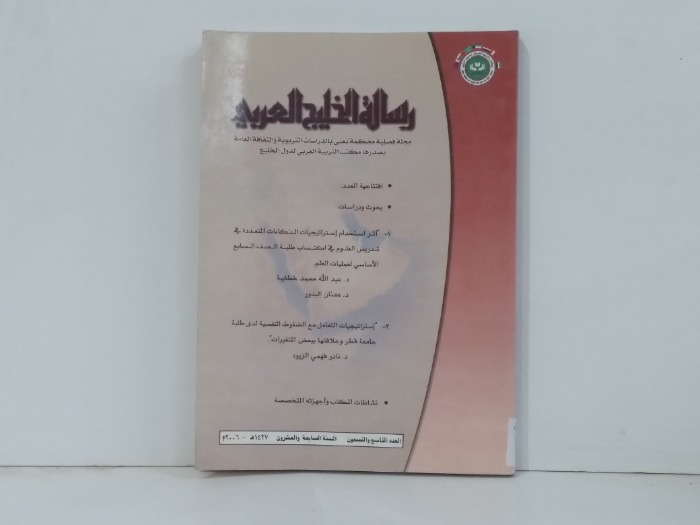 رسالة الخليج العربي
مجلة فصلية محكمة تعنى بالدراسات التربوية والثقافة العامة
يصدرها مكتب التربية العربي لدول الخليج
• افتتاحية العدد.
• بحوث ودراسات
١- "أثر استخدام إستراتيجيات الذكاءات المتعددة في
تدريس العلوم في اكتساب طلبة الصف السابع
الأساسي لعمليات العلم.
د. عبد الله محمد خطايبة
د. عدنان البدور
٢- "إستراتيجيات التعامل مع الضغوط النفسية لدى طلبة
جامعة قطر وعلاقتها ببعض المتغيرات".
د. نادر فهمي الزيود
• نشاطات المكتب وأجهزته المتخصصة
العدد التاسع والتسعون السنة السابعة والعشرون ١٤٢٧هـ - ٢٠٠٦م